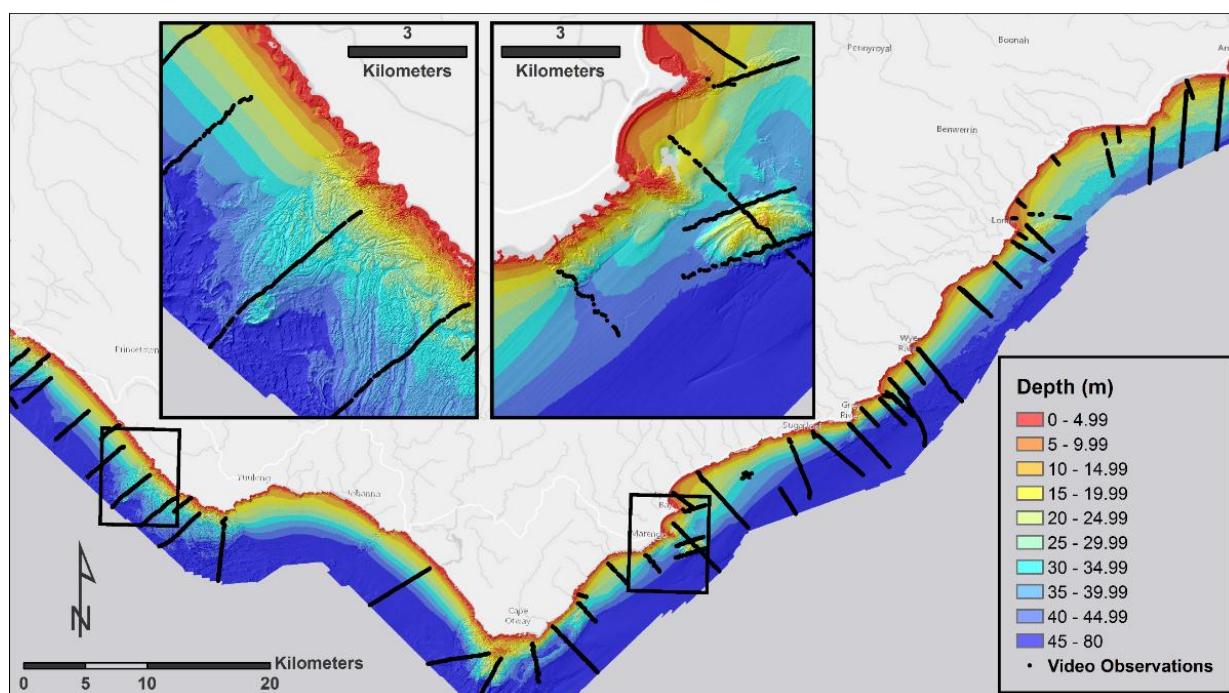 3
Kilometers
3
Kilometers
Pennyroyal
Boonah
Benwerrin
Princetown
Yuulong
Johanna
Cape
Otway
Marengo
Bay
Sugarloaf
River
Wye
River
N
Kilometers
0 5 10 20
Depth (m)
0 - 4.99
5 - 9.99
10 - 14.99
15 - 19.99
20 - 24.99
25 - 29.99
30 - 34.99
35 - 39.99
40 - 44.99
45 - 80
Video Observations